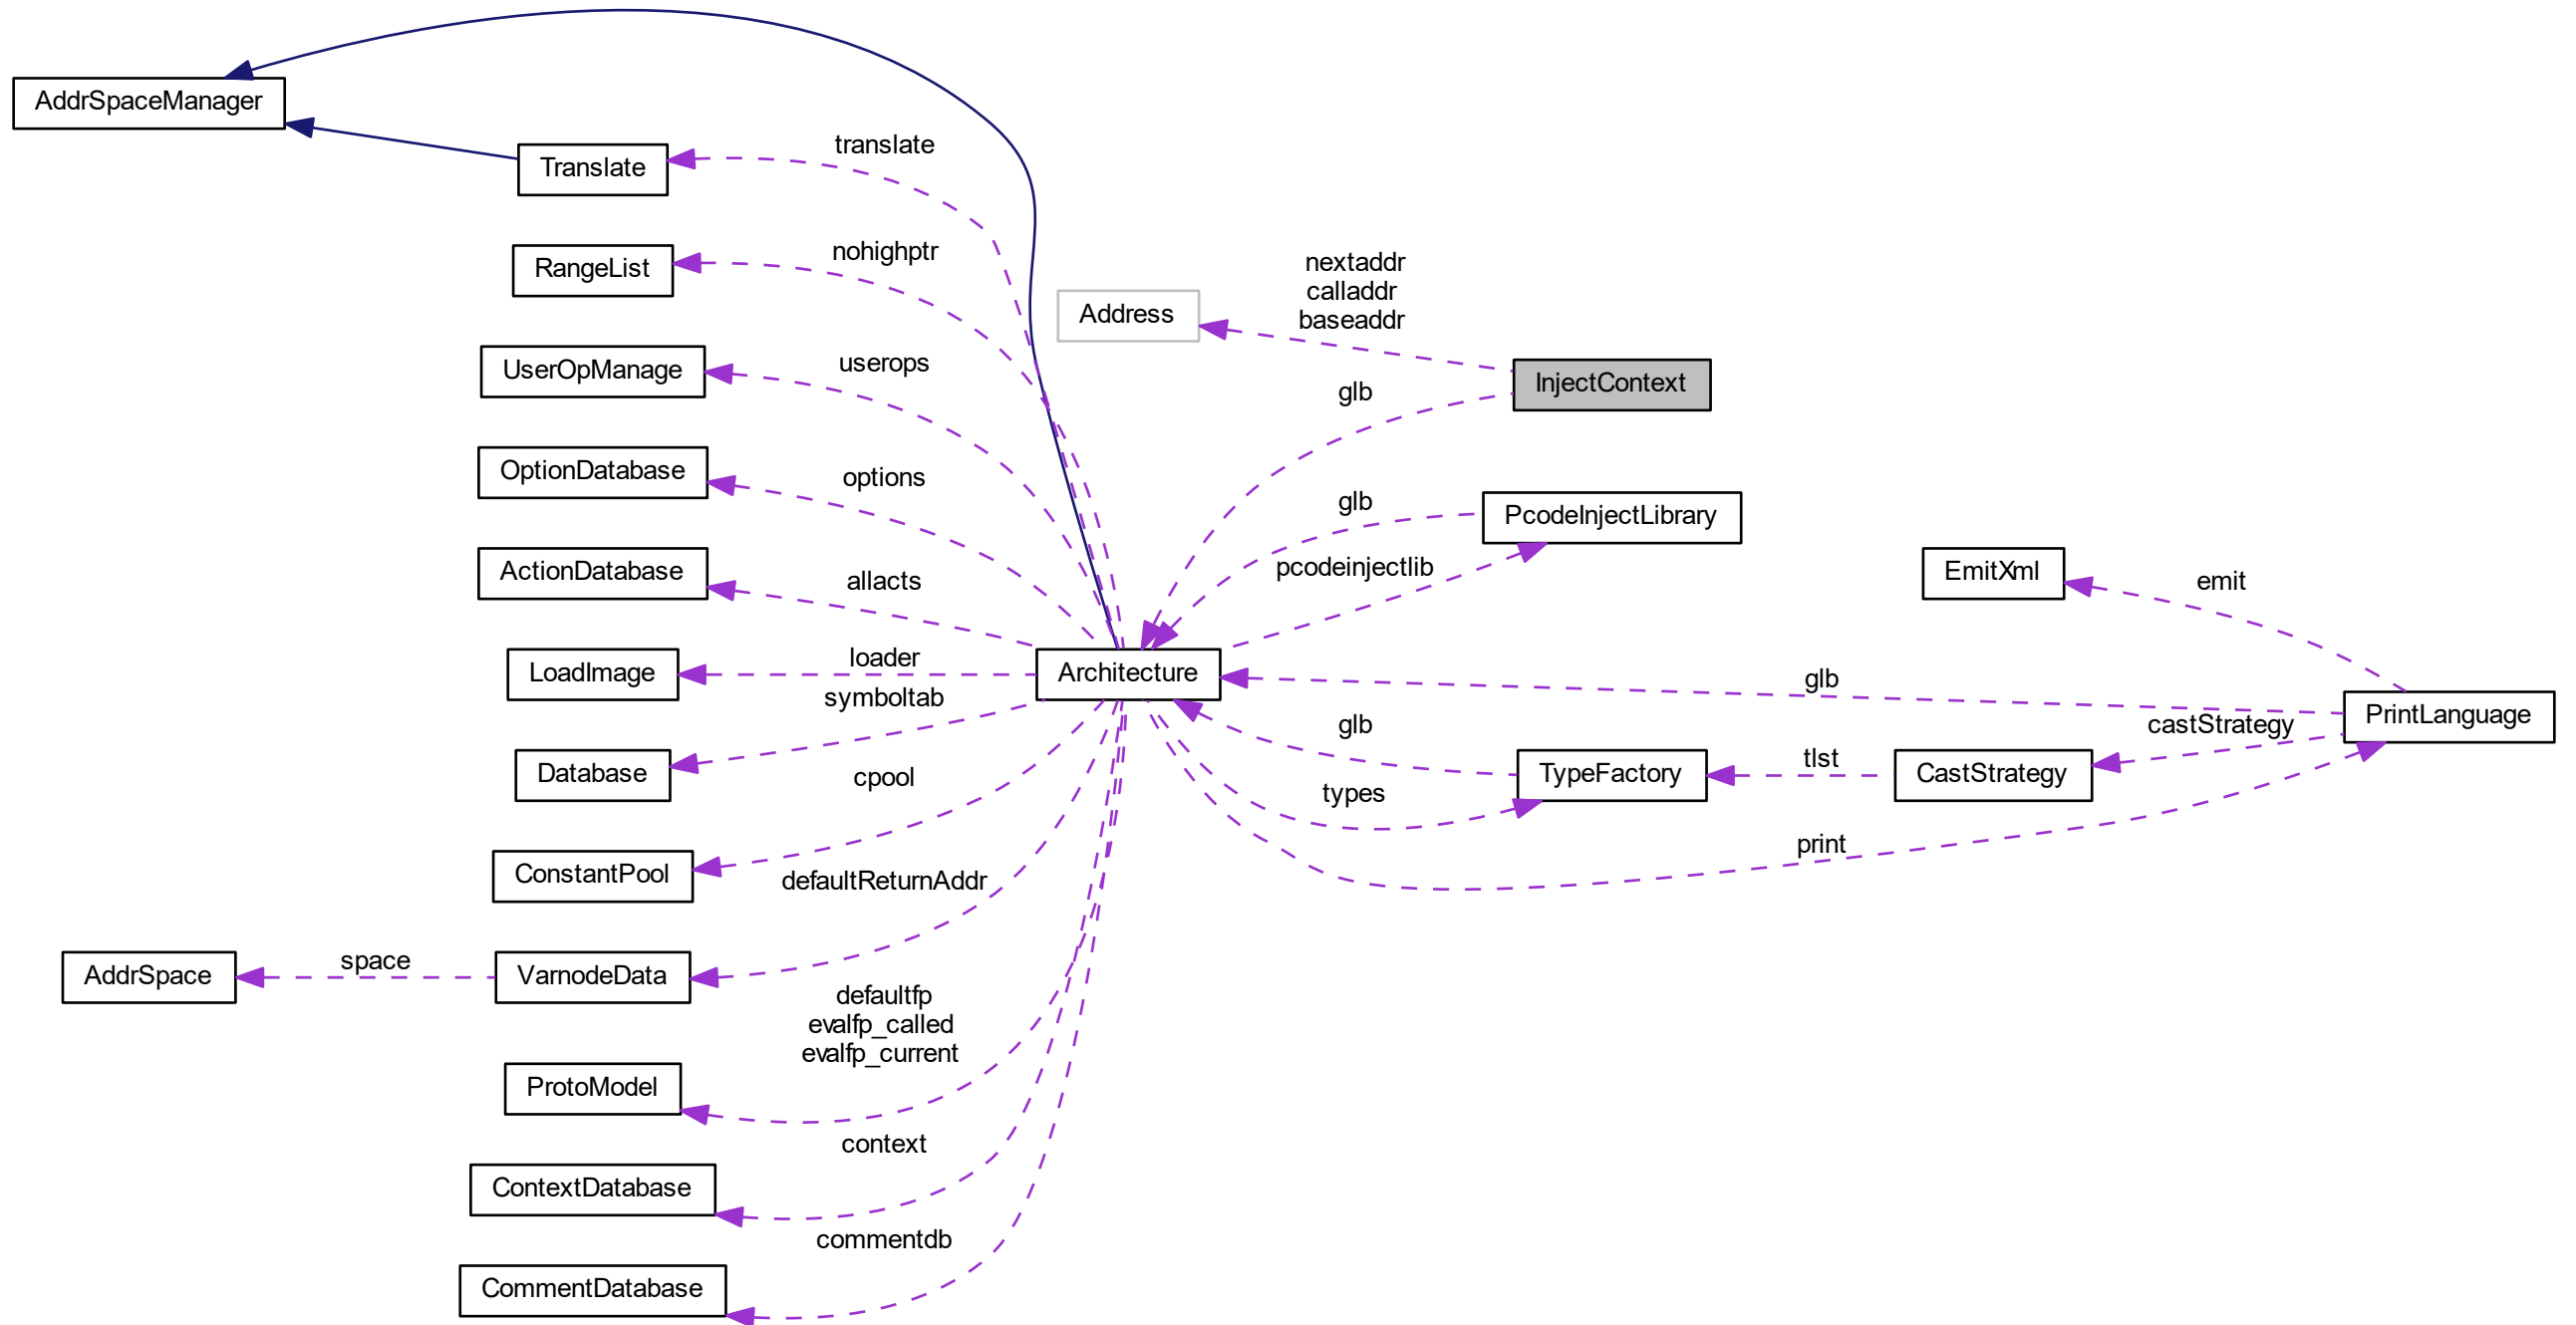 AddrSpaceManager
translate
Translate
nohighptr
RangeList
nextaddr
calladdr
baseaddr
Address
userops
UserOpManage
InjectContext
glb
options
OptionDatabase
glb
PcodeInjectLibrary
pcodeinjectlib
allacts
ActionDatabase
EmitXml
emit
loader
LoadImage
Architecture
glb
symboltab
PrintLanguage
castStrategy
glb
tlst
Database
cpool
TypeFactory
CastStrategy
types
print
ConstantPool
defaultReturnAddr
space
AddrSpace
VarnodeData
defaultfp
evalfp_called
evalfp_current
ProtoModel
context
ContextDatabase
commentdb
CommentDatabase